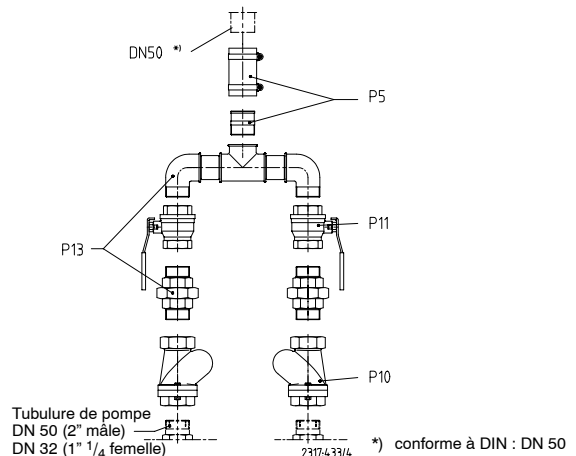 DN50 *)
P5
P11
P13
P10
Tubulure de pompe
DN 50 (2” mâle)
DN 32 (1” 1/4 femelle)
2317-433/4
*) conforme à DIN : DN 50